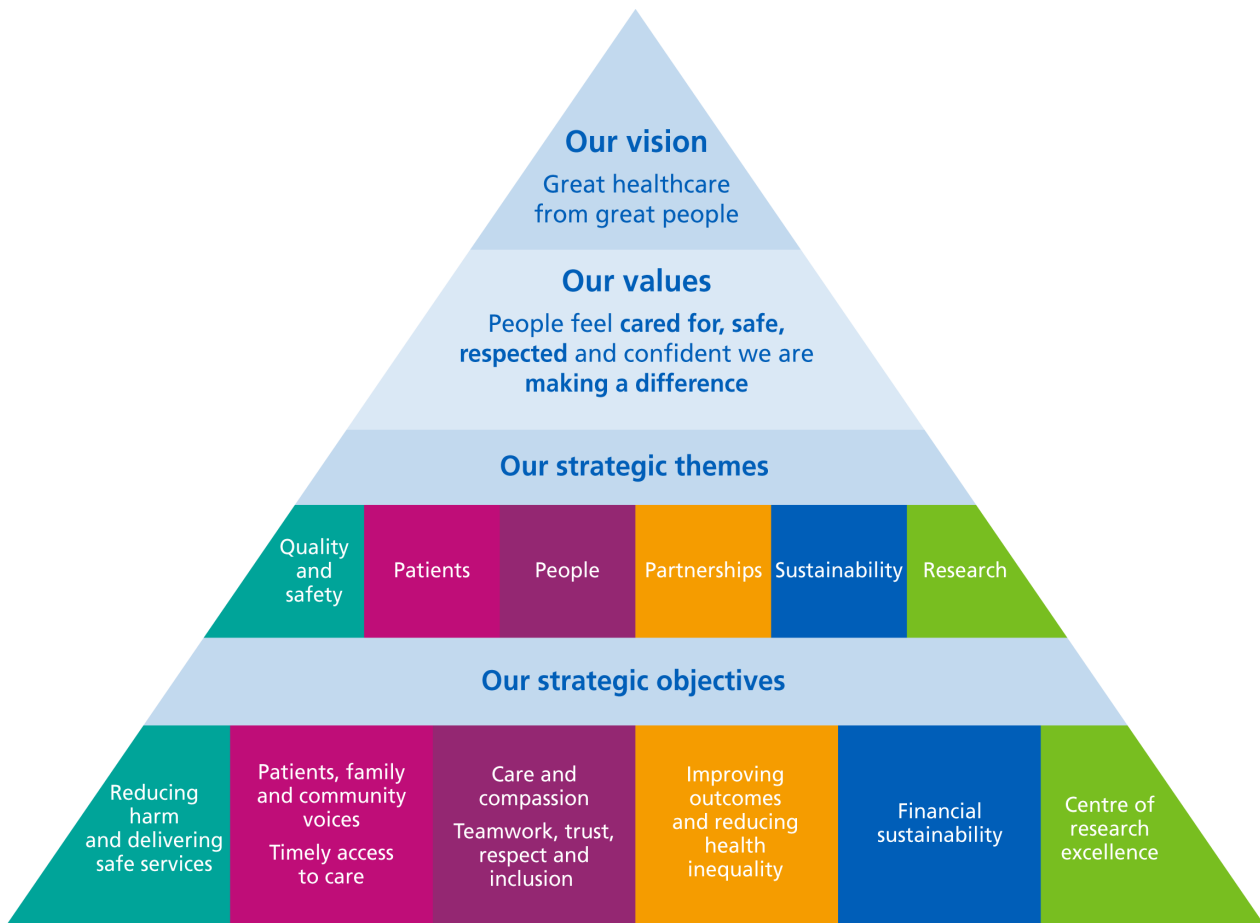 Our vision
Great healthcare
from great people
Our values
People feel cared for, safe,
respected and confident we are
making a difference
Our strategic themes
Quality
and
safety
Patients
People
Partnerships
Sustainability
Research
Our strategic objectives
Reducing
harm
and delivering
safe services
Patients, family
and community
voices
Timely access
to care
Care and
compassion
Teamwork, trust,
respect and
inclusion
Improving
outcomes
and reducing
health
inequality
Financial
sustainability
Centre of
research
excellence